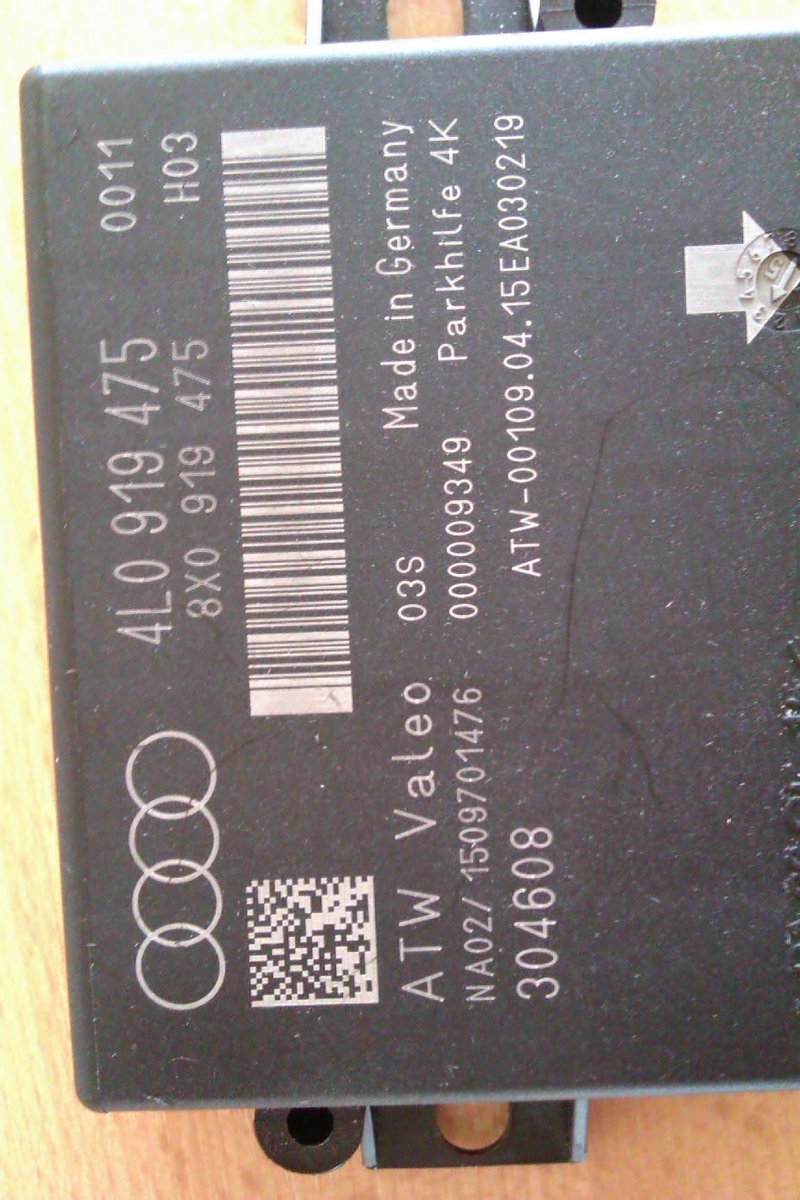 4L0 919 475 0011
8X0 919 475 H03
ATW Valeo 03S Made in Germany
NA02/ 1509701476 000009349 Parkhilfe 4K
304608 ATW-00109.04.15EA030219